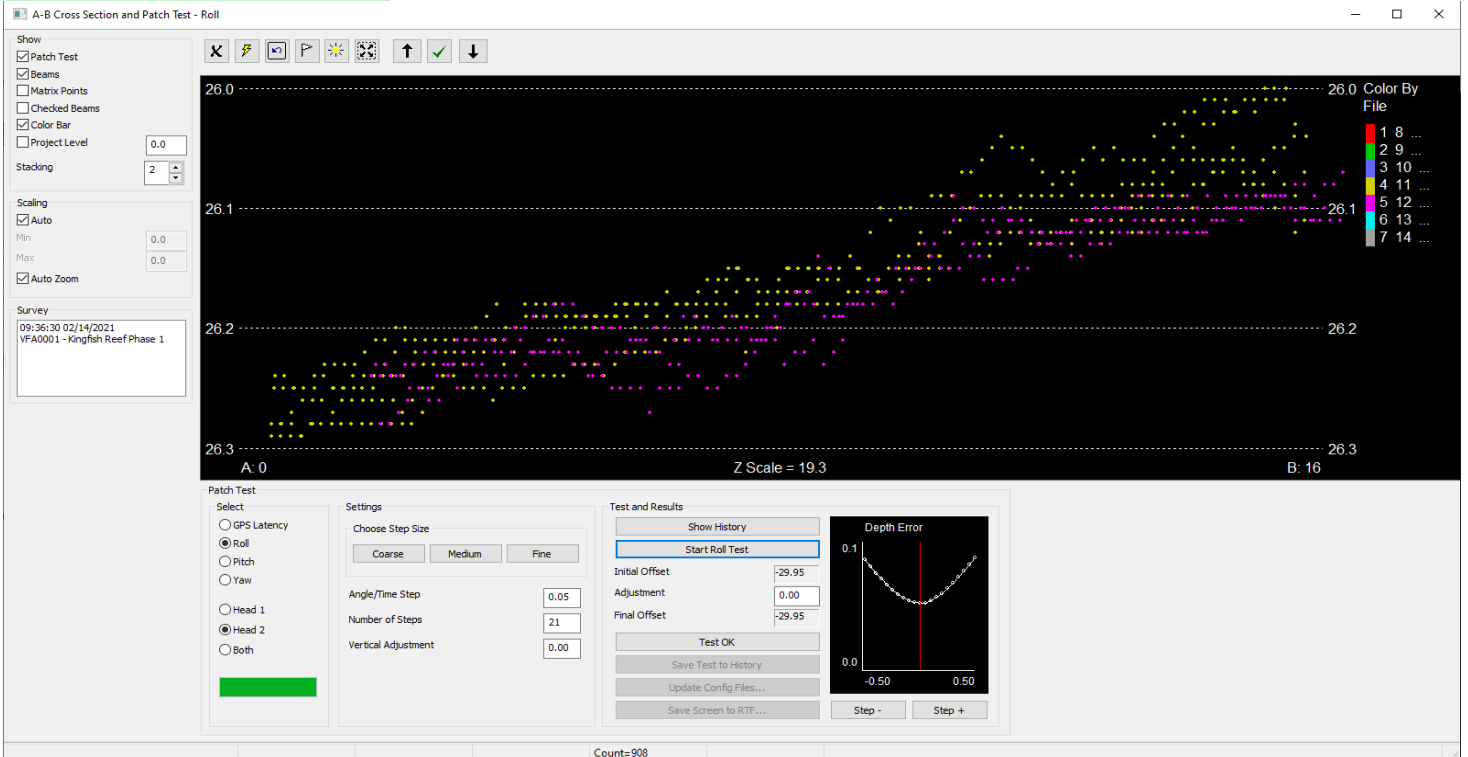 A-B Cross Section and Patch Test - Roll
Show
Patch Test
Beams
Matrix Points
Checked Beams
Color Bar
Project Level 0.0
Stacking 2
Scaling
Auto
Min 0.0
Max 0.0
Auto Zoom
Survey
09:36:30 02/14/2021
VFA0001 - Kingfish Reef Phase 1
26.0 26.0
26.1 26.1
26.2 26.2
26.3 26.3
A: 0 Z Scale = 19.3 B: 16
Color By
File
1 8 ...
2 9 ...
3 10 ...
4 11 ...
5 12 ...
6 13 ...
7 14 ...
Patch Test
Select
GPS Latency
Roll
Pitch
Yaw
Head 1
Head 2
Both
Settings
Choose Step Size
Coarse Medium Fine
Angle/Time Step 0.05
Number of Steps 21
Vertical Adjustment 0.00
Test and Results
Show History
Start Roll Test
Initial Offset -29.95
Adjustment 0.00
Final Offset -29.95
Test OK
Save Test to History
Update Config Files...
Save Screen to RTF...
Depth Error
0.1
0.0
-0.50 0.50
Step - Step +
Count=908